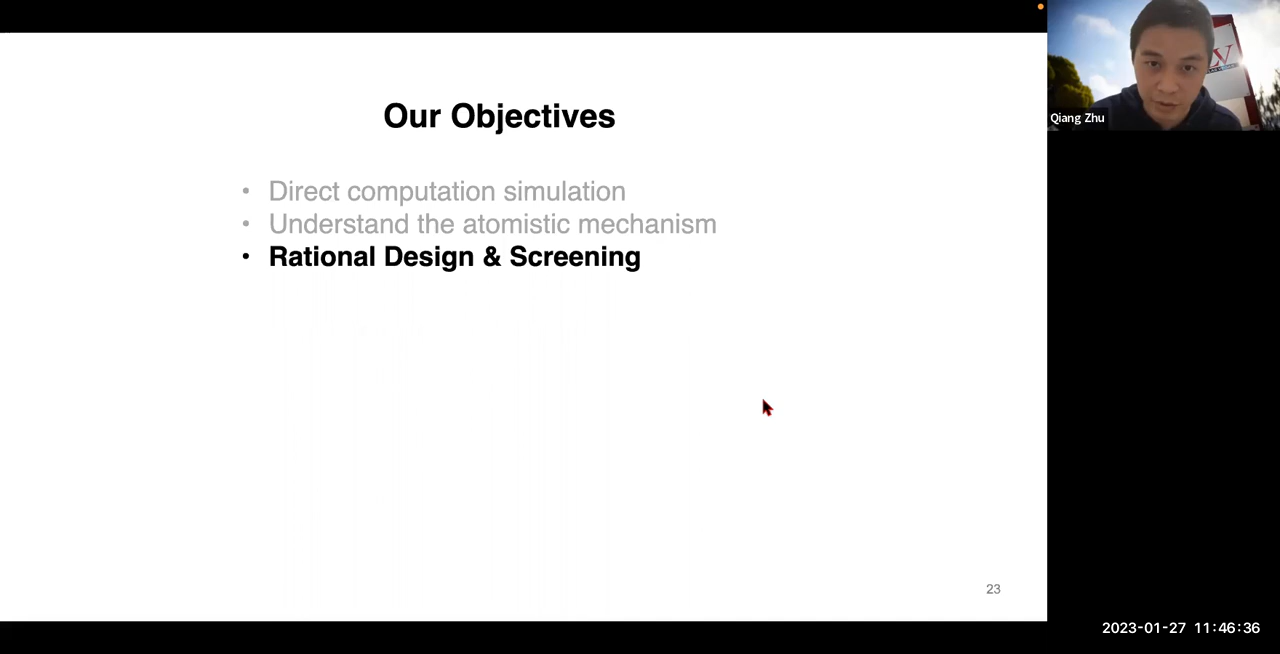 Our Objectives
• Direct computation simulation
• Understand the atomistic mechanism
• Rational Design & Screening
23
Qiang Zhu
2023-01-27 11:46:36